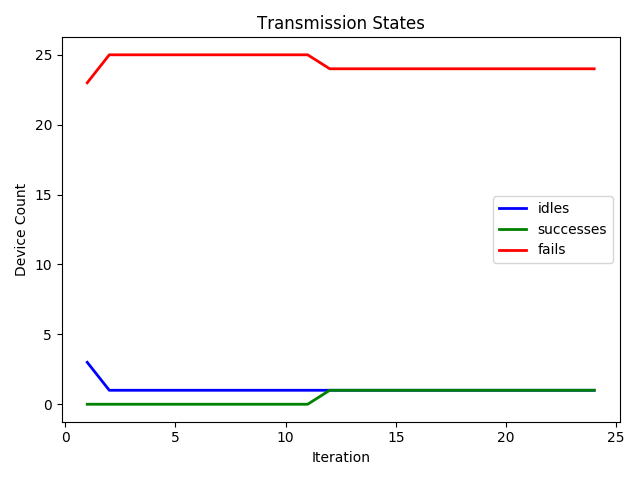 Transmission States
Device Count
25
20
15
10
5
0
idles
successes
fails
0 5 10 15 20 25
Iteration